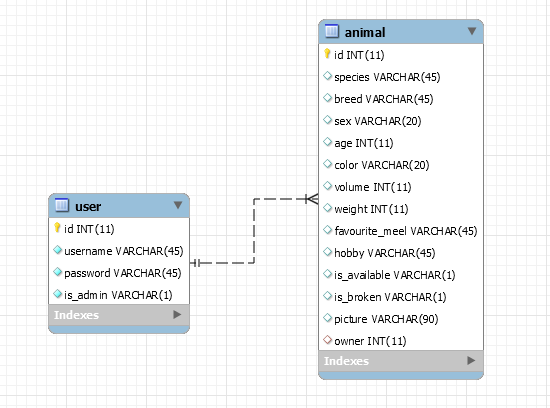 animal
id INT(11)
species VARCHAR(45)
breed VARCHAR(45)
sex VARCHAR(20)
age INT(11)
color VARCHAR(20)
volume INT(11)
weight INT(11)
favourite_meel VARCHAR(45)
hobby VARCHAR(45)
is_available VARCHAR(1)
is_broken VARCHAR(1)
picture VARCHAR(90)
owner INT(11)
Indexes
user
id INT(11)
username VARCHAR(45)
password VARCHAR(45)
is_admin VARCHAR(1)
Indexes